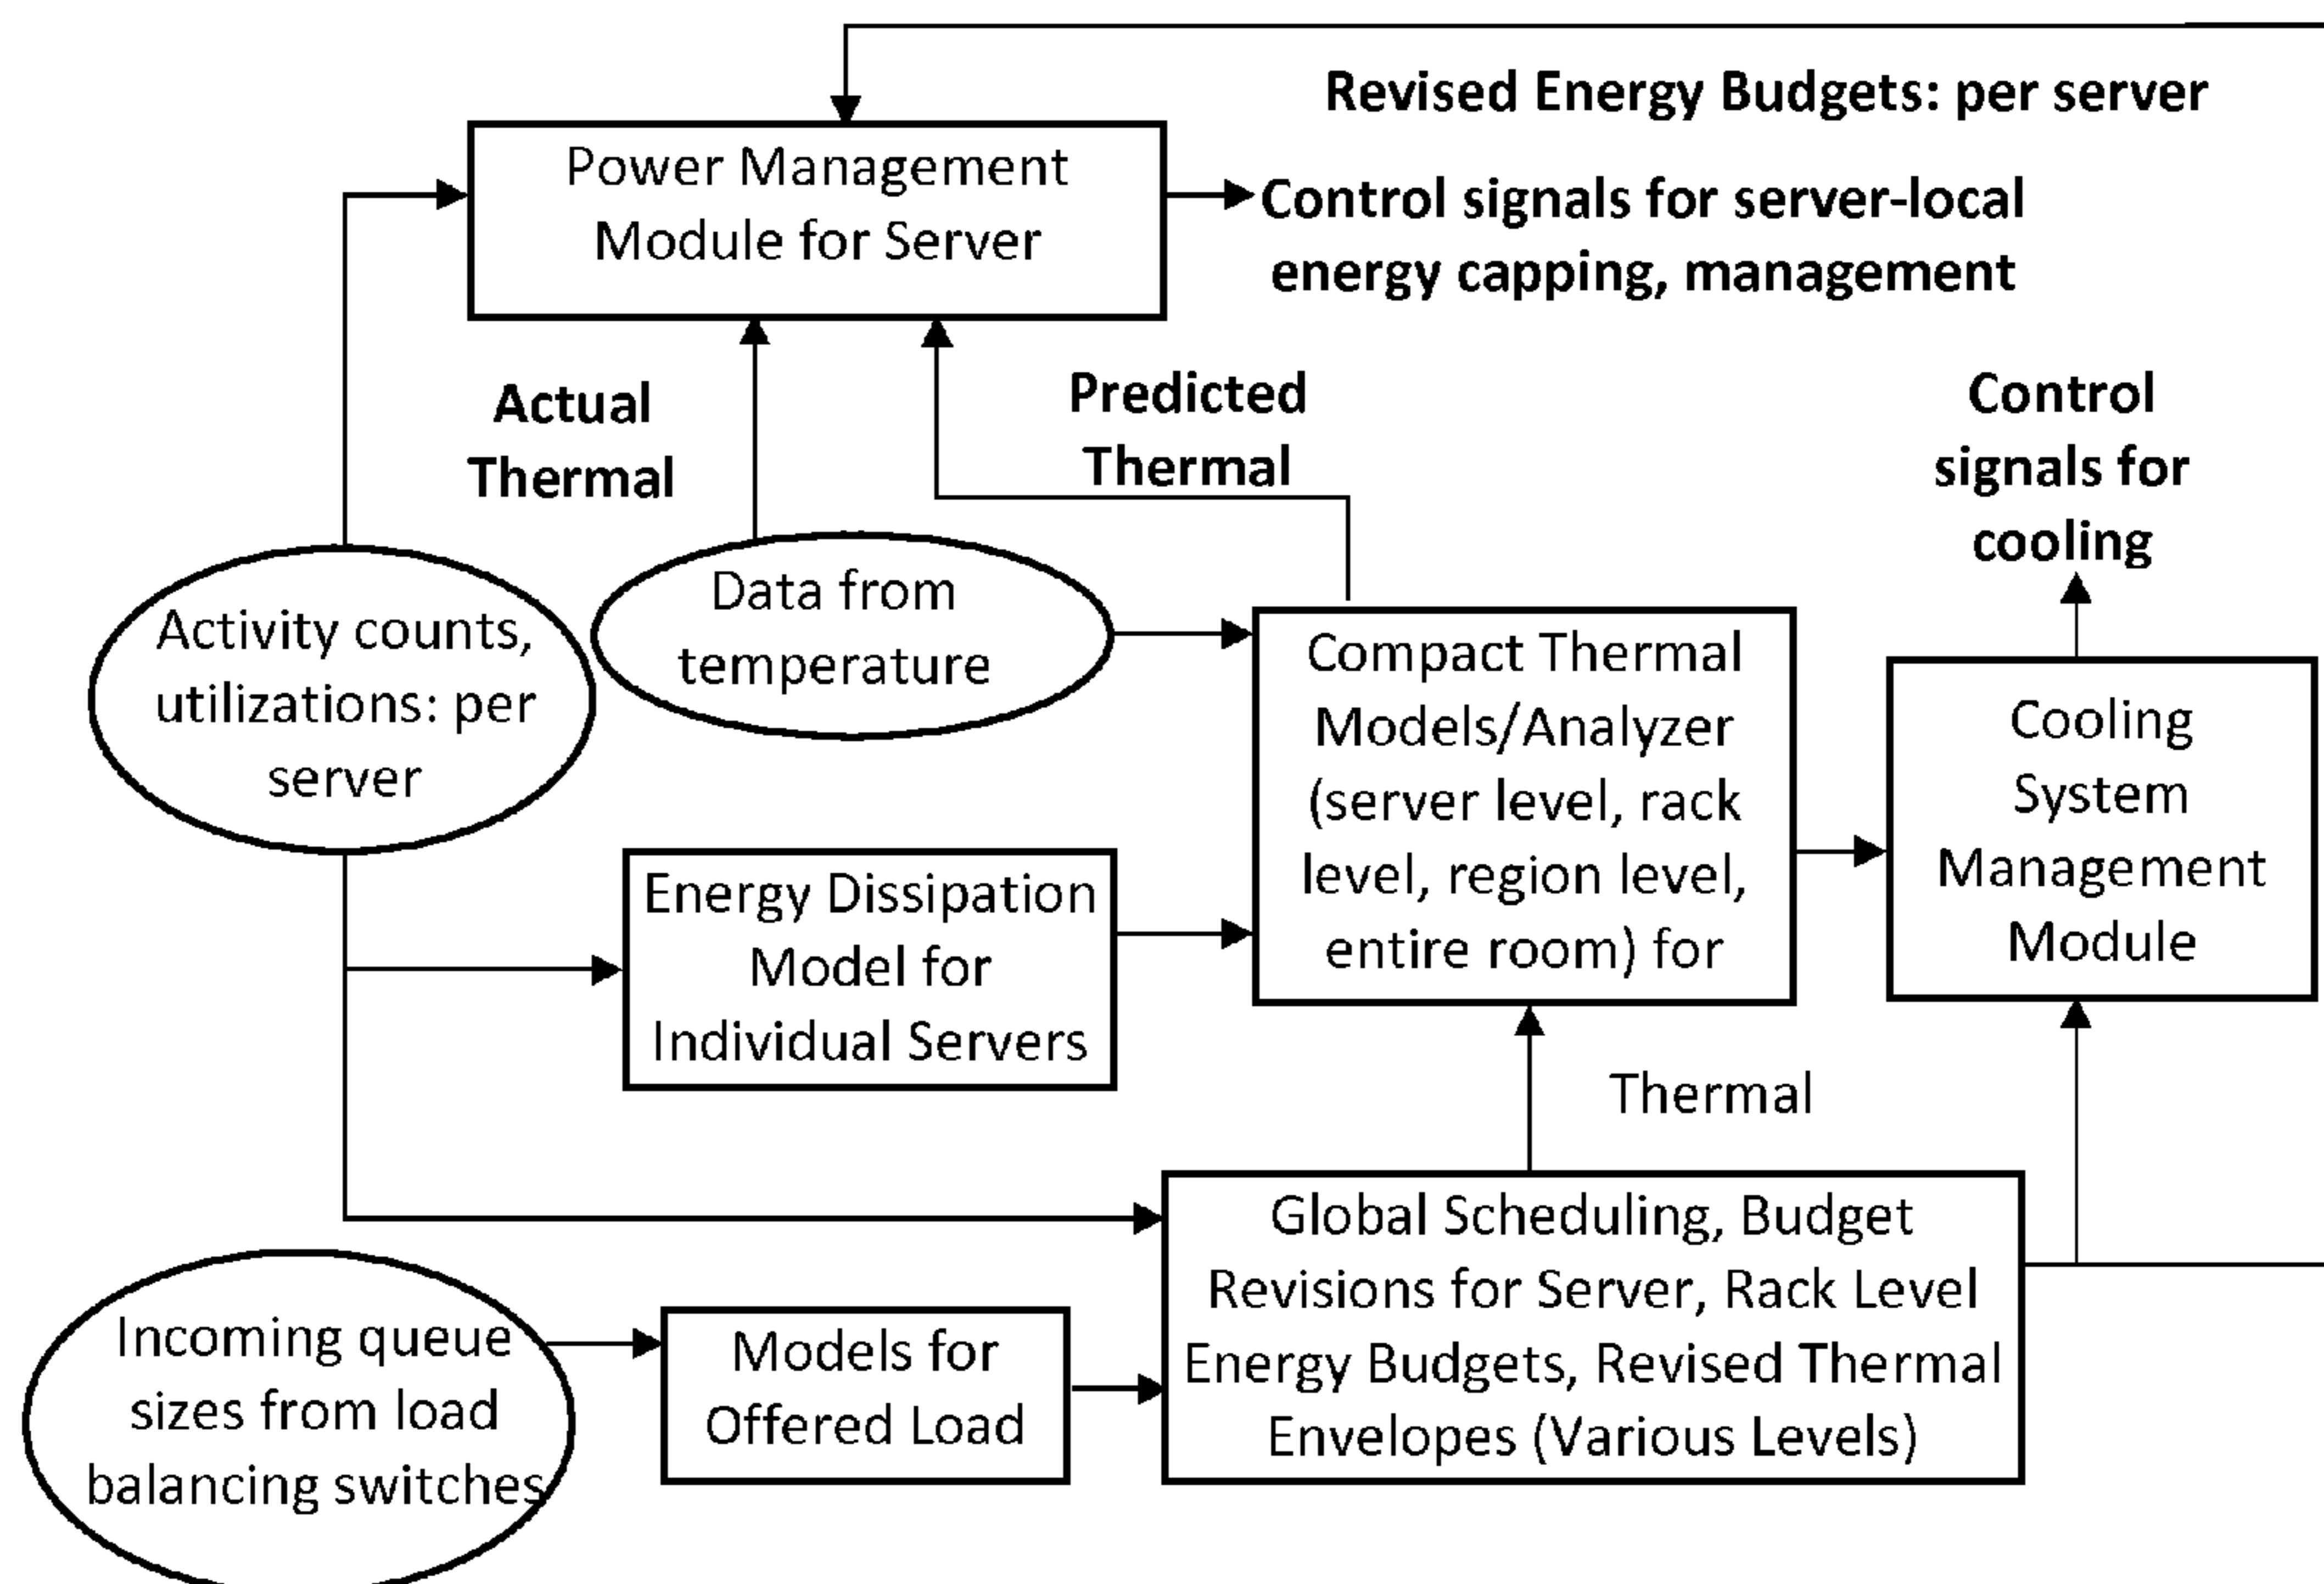 Revised Energy Budgets: per server
Power Management
Module for Server
Control signals for server-local
energy capping, management
Actual
Thermal
Predicted
Thermal
Control
signals for
cooling
Activity counts,
utilizations: per
server
Data from
temperature
Compact Thermal
Models/Analyzer
(server level, rack
level, region level,
entire room) for
Cooling
System
Management
Module
Energy Dissipation
Model for
Individual Servers
Thermal
Global Scheduling, Budget
Revisions for Server, Rack Level
Energy Budgets, Revised Thermal
Envelopes (Various Levels)
Incoming queue
sizes from load
balancing switches
Models for
Offered Load